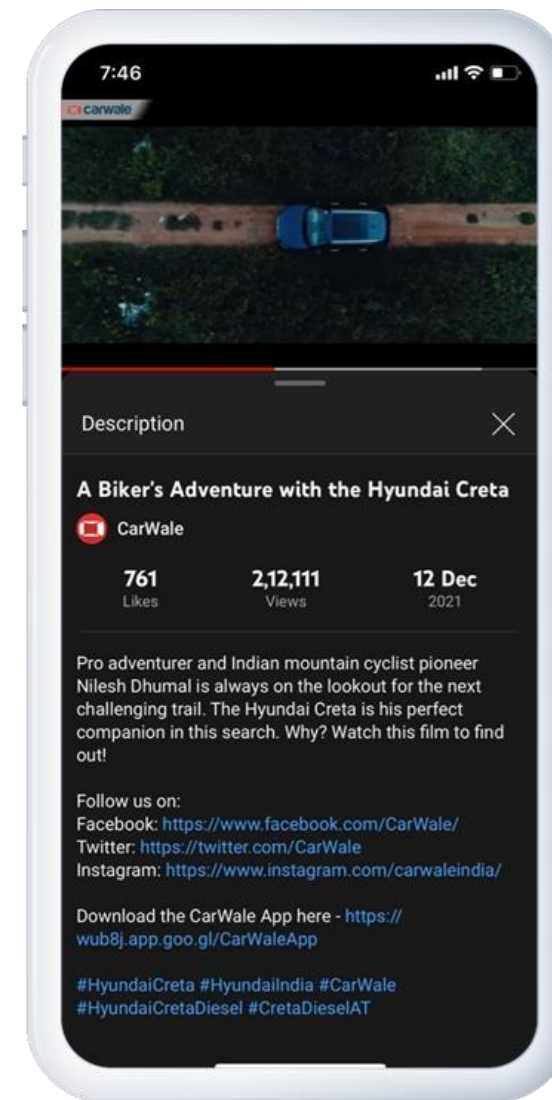 7:46
carwale
Description
A Biker's Adventure with the Hyundai Creta
CarWale
761 2,12,111 12 Dec
Likes Views 2021
Pro adventurer and Indian mountain cyclist pioneer
Nilesh Dhumal is always on the lookout for the next
challenging trail. The Hyundai Creta is his perfect
companion in this search. Why? Watch this film to find
out!
Follow us on:
Facebook: https://www.facebook.com/CarWale/
Twitter: https://twitter.com/CarWale
Instagram: https://www.instagram.com/carwaleindia/
Download the CarWale App here - https://
wub8j.app.goo.gl/CarWaleApp
#HyundaiCreta #HyundaiIndia #CarWale
#HyundaiCretaDiesel #CretaDieselAT